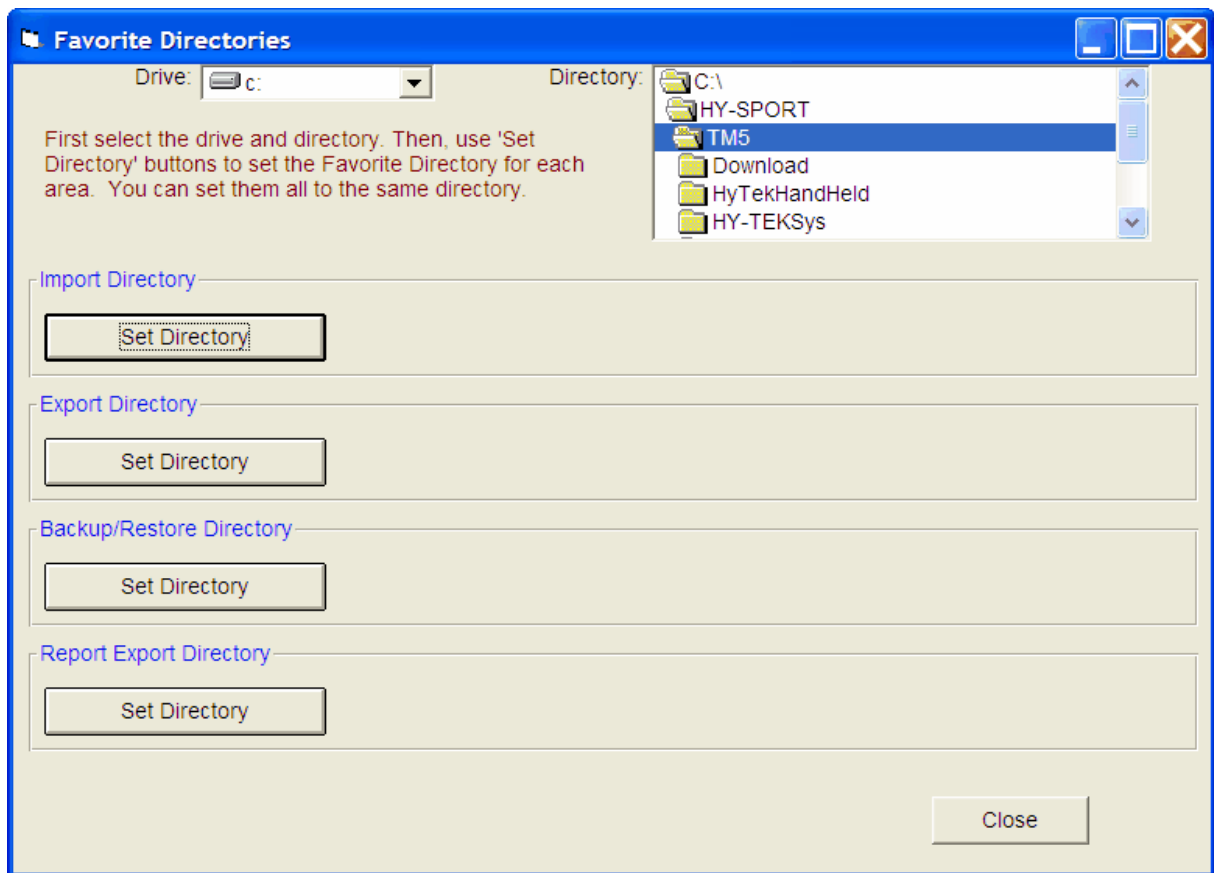 Favorite Directories
Drive: c:
Directory: C:\
HY-SPORT
TM5
Download
HyTekHandHeld
HY-TEKSys
First select the drive and directory. Then, use 'Set
Directory' buttons to set the Favorite Directory for each
area.  You can set them all to the same directory.
Import Directory
Set Directory
Export Directory
Set Directory
Backup/Restore Directory
Set Directory
Report Export Directory
Set Directory
Close